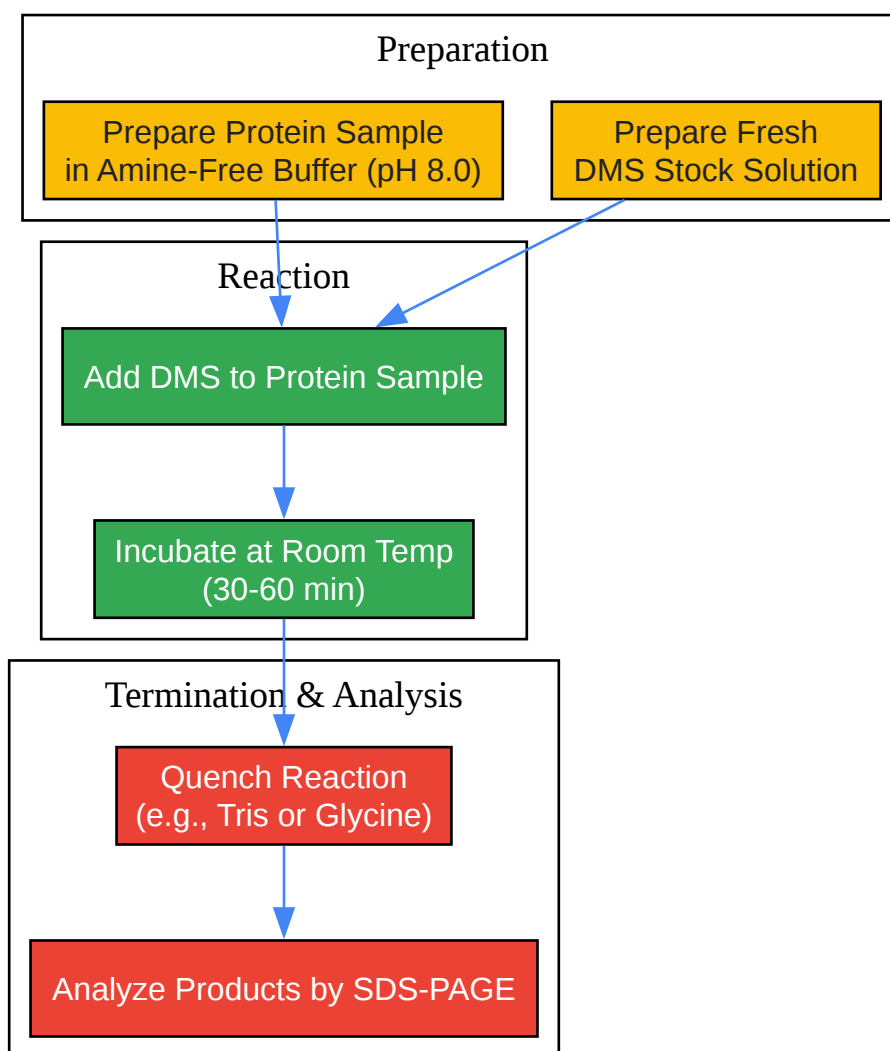 Preparation
Prepare Protein Sample
in Amine-Free Buffer (pH 8.0)
Prepare Fresh
DMS Stock Solution
Reaction
Add DMS to Protein Sample
Incubate at Room Temp
(30-60 min)
Termination & Analysis
Quench Reaction
(e.g., Tris or Glycine)
Analyze Products by SDS-PAGE